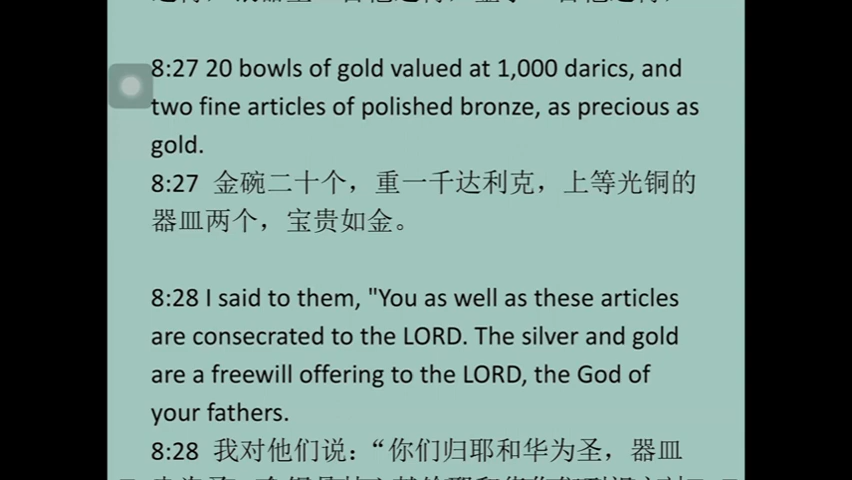 8:27 20 bowls of gold valued at 1,000 darics, and
two fine articles of polished bronze, as precious as
gold.
8:27 金碗二十个，重一千达利克，上等光铜的
器皿两个，宝贵如金。
8:28 I said to them, "You as well as these articles
are consecrated to the LORD. The silver and gold
are a freewill offering to the LORD, the God of
your fathers.
8:28 我对他们说：“你们归耶和华为圣，器皿